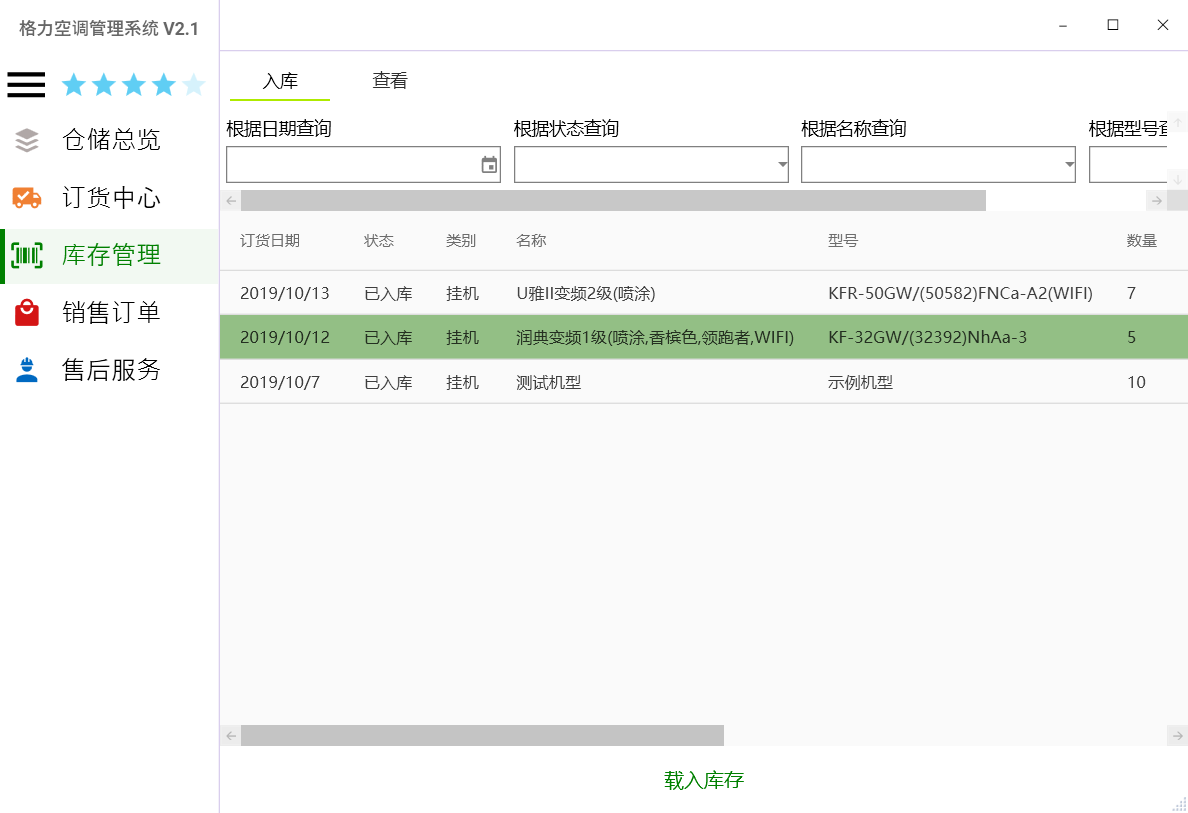 格力空调管理系统 V2.1
仓储总览
订货中心
库存管理
销售订单
售后服务
入库 查看
根据日期查询 根据状态查询 根据名称查询 根据型号查
订货日期 状态 类别 名称 型号 数量
2019/10/13 已入库 挂机 U雅II变频2级(喷涂) KFR-50GW/(50582)FNCa-A2(WIFI) 7
2019/10/12 已入库 挂机 润典变频1级(喷涂,香槟色,领跑者,WIFI) KF-32GW/(32392)NhAa-3 5
2019/10/7 已入库 挂机 测试机型 示例机型 10
载入库存